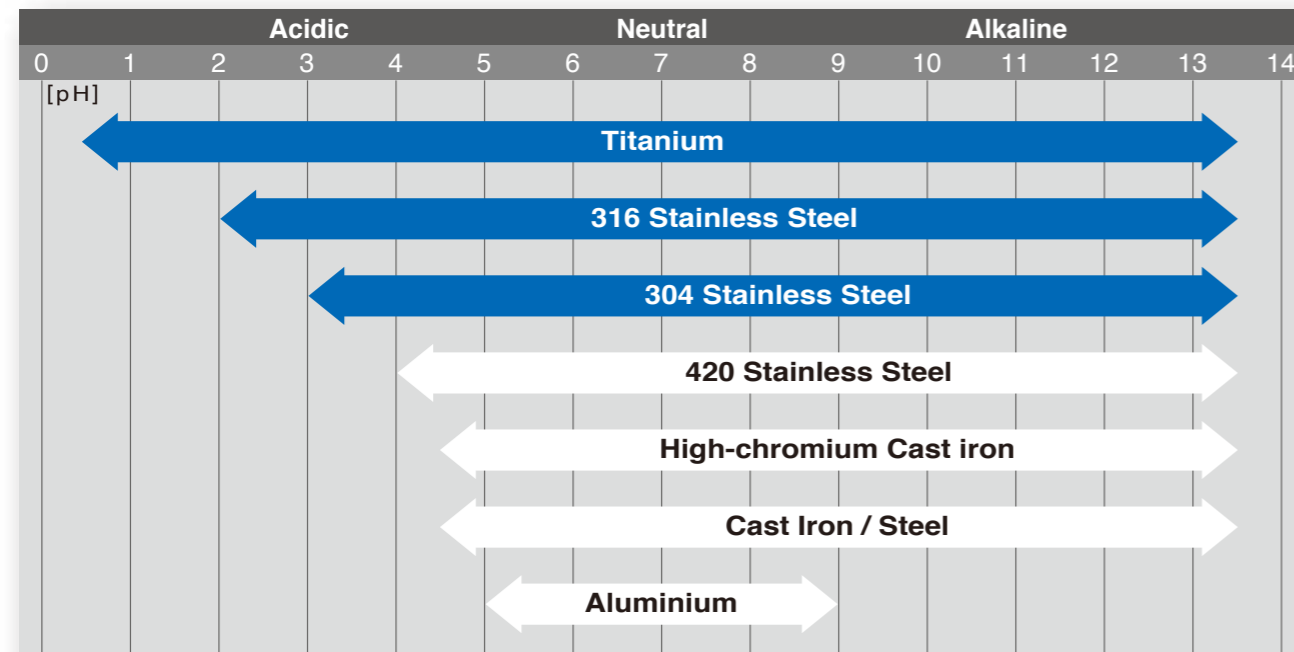 Acidic Neutral Alkaline
0 1 2 3 4 5 6 7 8 9 10 11 12 13 14
[pH]
Titanium
316 Stainless Steel
304 Stainless Steel
420 Stainless Steel
High-chromium Cast iron
Cast Iron / Steel
Aluminium